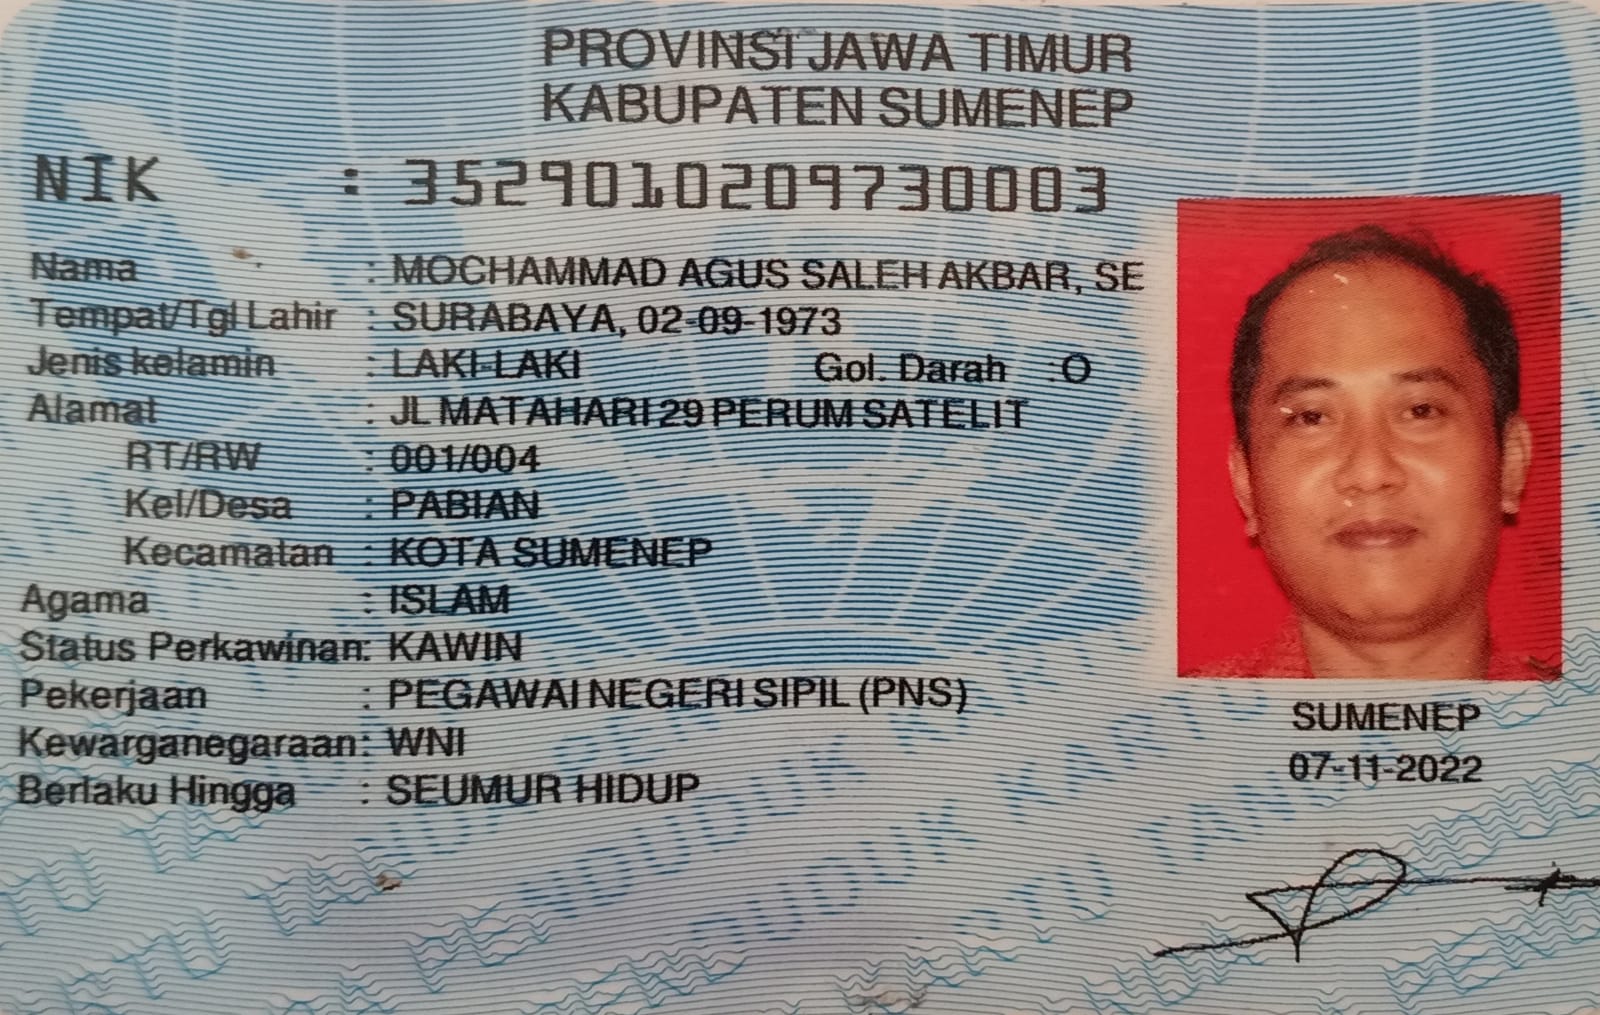 PROVINSI JAWA TIMUR
KABUPATEN SUMENEP
NIK : 3529010209730003
Nama : MOCHAMMAD AGUS SALEH AKBAR, SE
Tempat/Tgl Lahir : SURABAYA, 02-09-1973
Jenis kelamin : LAKI-LAKI Gol. Darah : O
Alamat : JL MATAHARI 29 PERUM SATELIT
RT/RW : 001/004
Kel/Desa : PABIAN
Kecamatan : KOTA SUMENEP
Agama : ISLAM
Status Perkawinan: KAWIN
Pekerjaan : PEGAWAI NEGERI SIPIL (PNS)
Kewarganegaraan: WNI
Berlaku Hingga : SEUMUR HIDUP
SUMENEP
07-11-2022